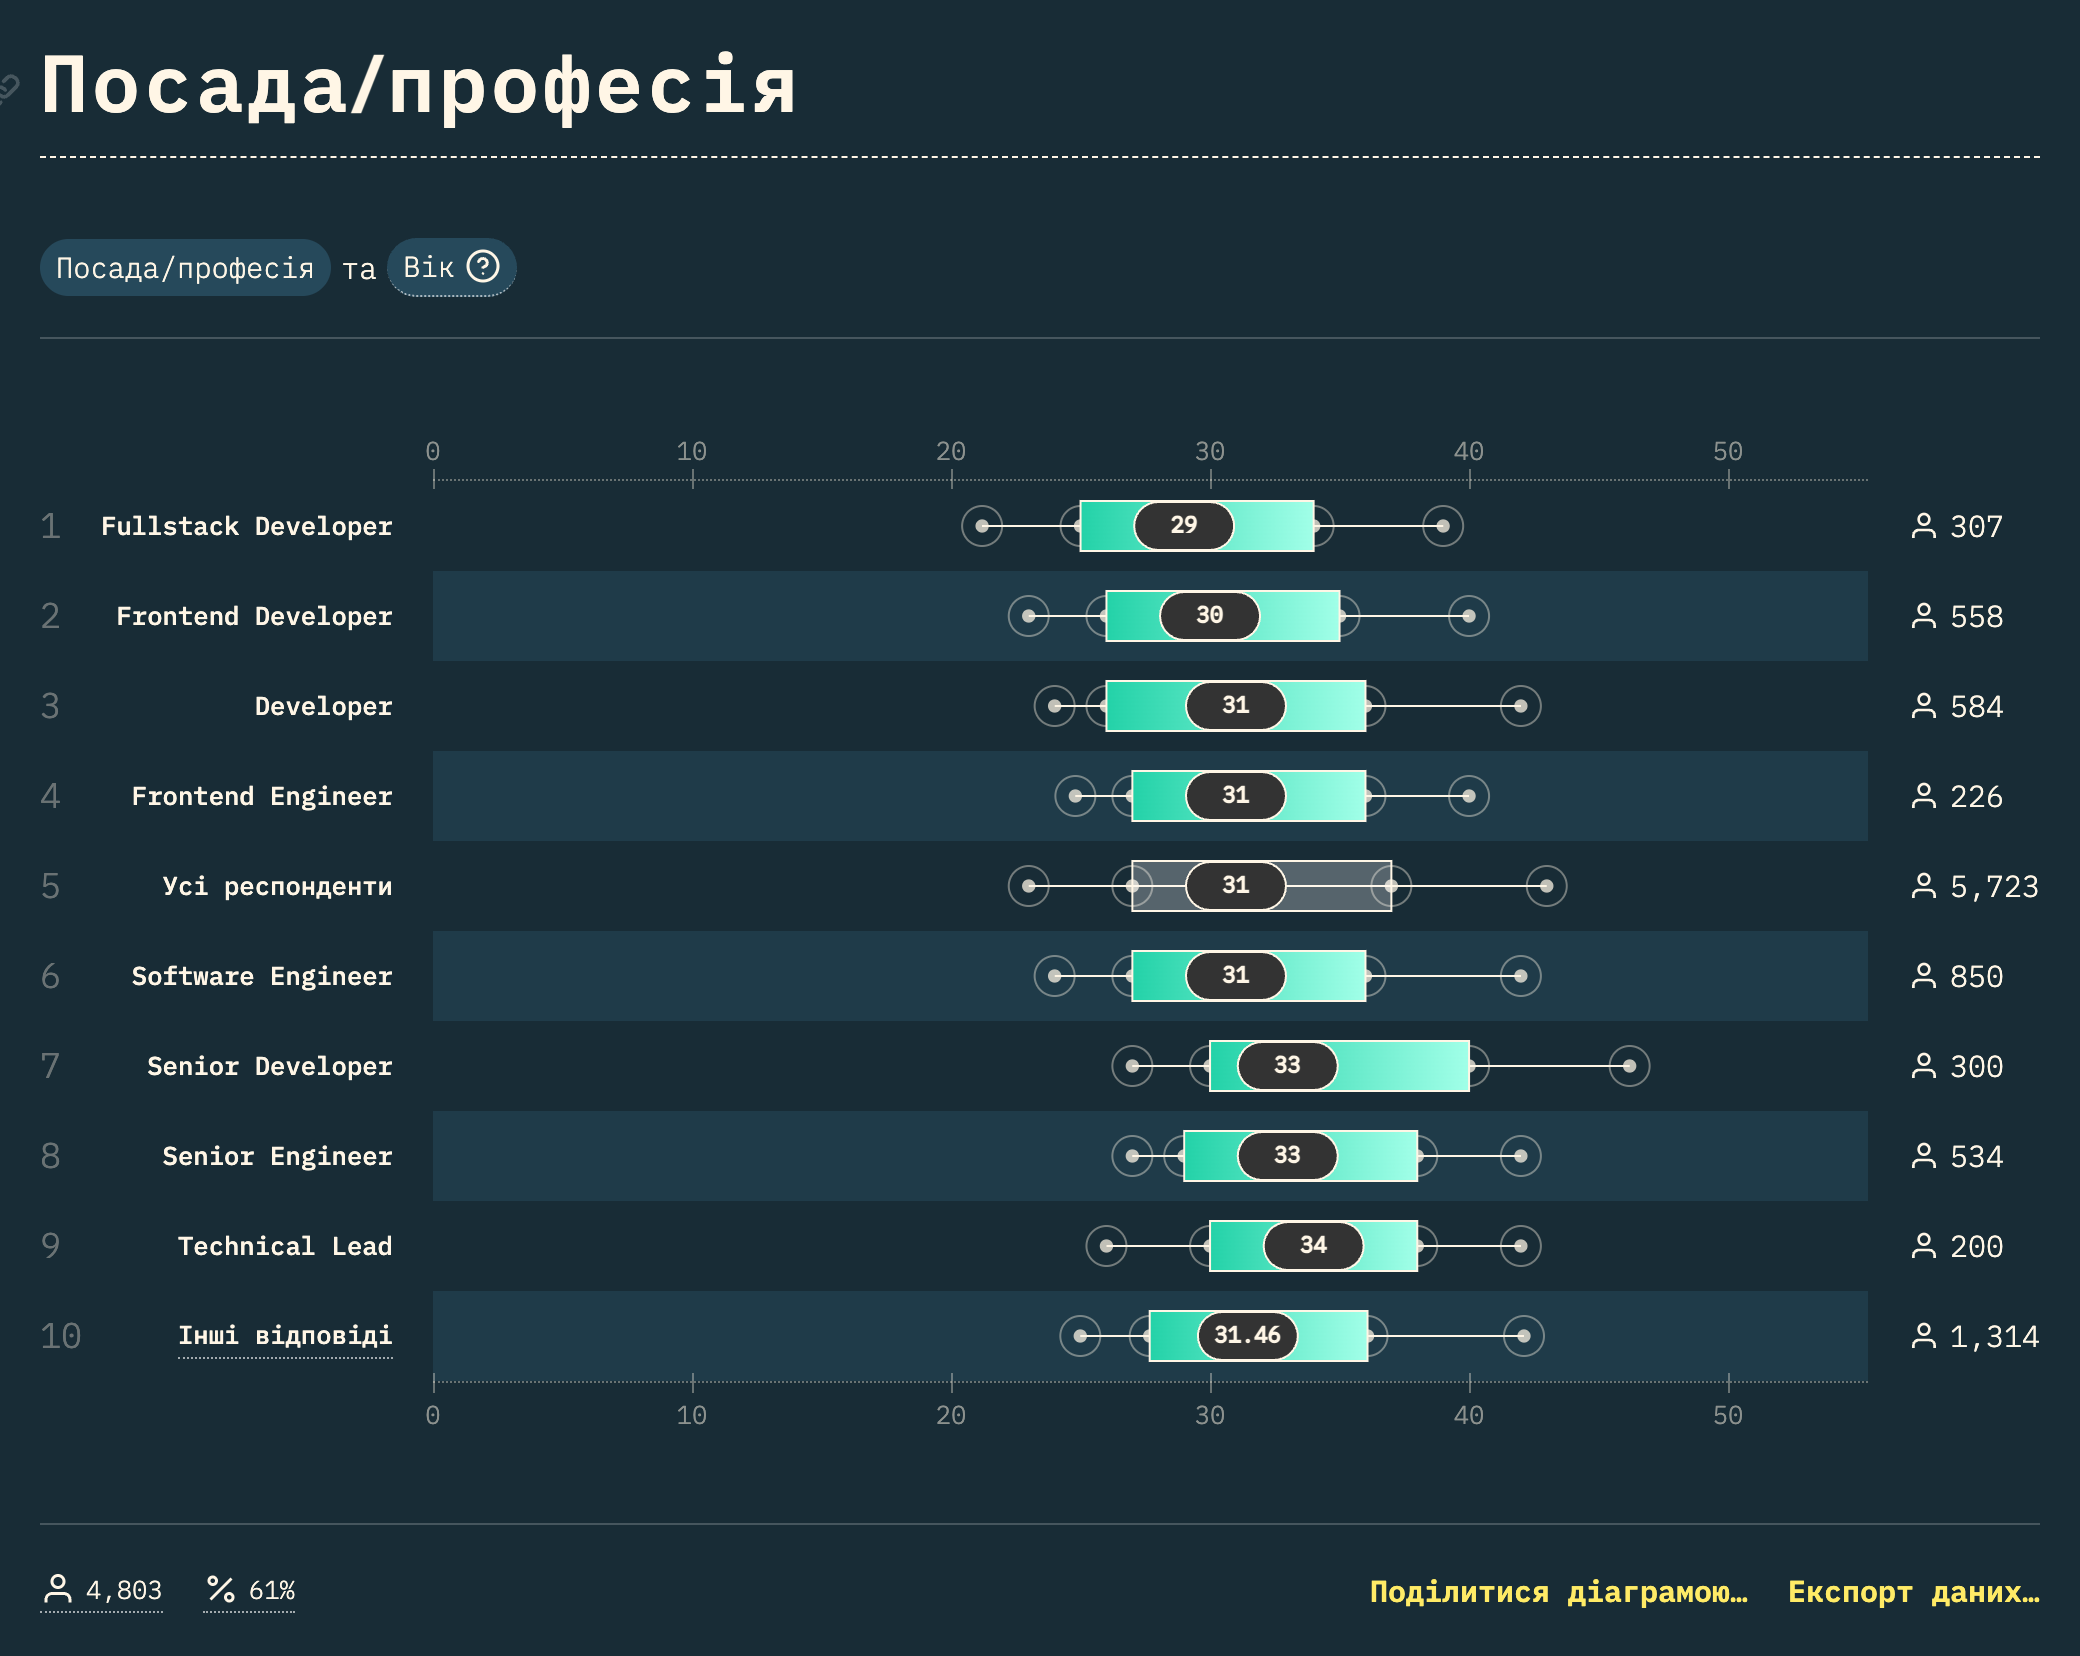 Посада/професія
Посада/професія та Вік
0 10 20 30 40 50
1 Fullstack Developer 29 307
2 Frontend Developer 30 558
3 Developer 31 584
4 Frontend Engineer 31 226
5 Усі респонденти 31 5,723
6 Software Engineer 31 850
7 Senior Developer 33 300
8 Senior Engineer 33 534
9 Technical Lead 34 200
10 Інші відповіді 31.46 1,314
0 10 20 30 40 50
4,803 61% Поділитися діаграмою… Експорт даних…